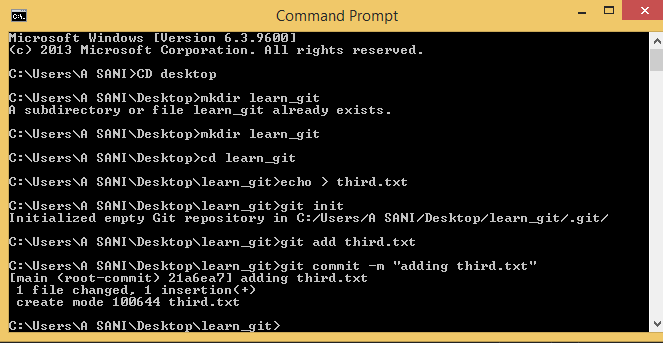 Command Prompt
Microsoft Windows [Version 6.3.9600]
(c) 2013 Microsoft Corporation. All rights reserved.
C:\Users\A SANI>CD desktop
C:\Users\A SANI\Desktop>mkdir learn_git
A subdirectory or file learn_git already exists.
C:\Users\A SANI\Desktop>mkdir learn_git
C:\Users\A SANI\Desktop>cd learn_git
C:\Users\A SANI\Desktop\learn_git>echo > third.txt
C:\Users\A SANI\Desktop\learn_git>git init
Initialized empty Git repository in C:/Users/A SANI/Desktop/learn_git/.git/
C:\Users\A SANI\Desktop\learn_git>git add third.txt
C:\Users\A SANI\Desktop\learn_git>git commit -m "adding third.txt"
[main (root-commit) 21a6ea7] adding third.txt
 1 file changed, 1 insertion(+)
 create mode 100644 third.txt
C:\Users\A SANI\Desktop\learn_git>